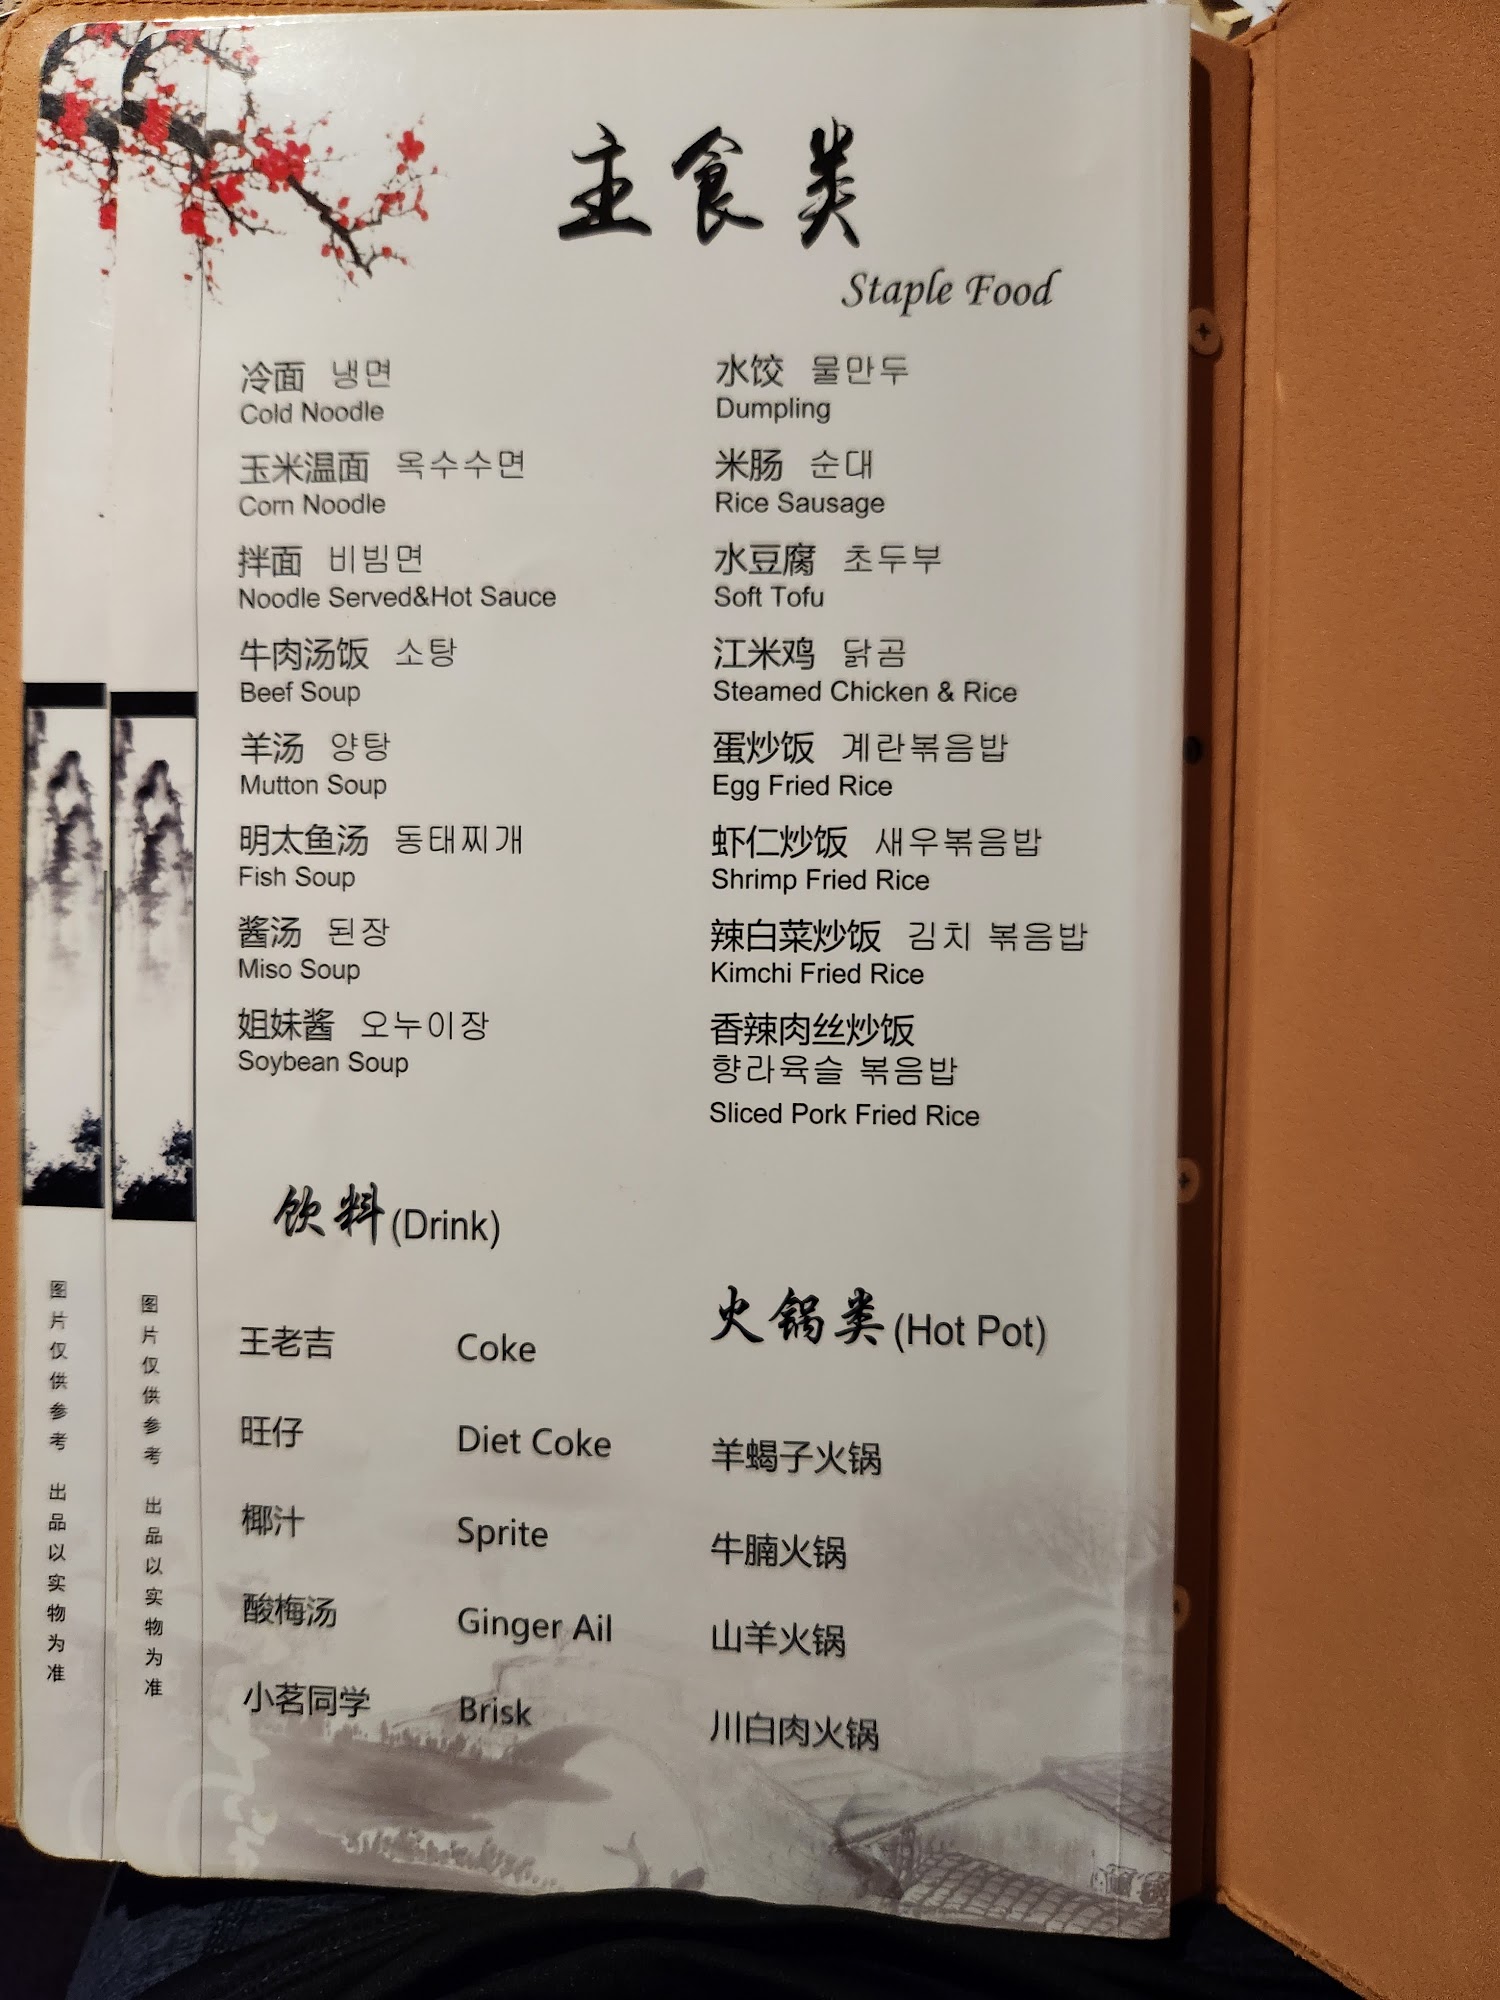 主食类
Staple Food
冷面 냉면
Cold Noodle
玉米温面 옥수수면
Corn Noodle
拌面 비빔면
Noodle Served&Hot Sauce
牛肉汤饭 소탕
Beef Soup
羊汤 양탕
Mutton Soup
明太鱼汤 동태찌개
Fish Soup
酱汤 된장
Miso Soup
姐妹酱 오누이장
Soybean Soup
水饺 물만두
Dumpling
米肠 순대
Rice Sausage
水豆腐 초두부
Soft Tofu
江米鸡 닭곰
Steamed Chicken & Rice
蛋炒饭 계란볶음밥
Egg Fried Rice
虾仁炒饭 새우볶음밥
Shrimp Fried Rice
辣白菜炒饭 김치 볶음밥
Kimchi Fried Rice
香辣肉丝炒饭
향라육슬 볶음밥
Sliced Pork Fried Rice
饮料(Drink)
王老吉 Coke
旺仔 Diet Coke
椰汁 Sprite
酸梅汤 Ginger Ail
小茗同学 Brisk
火锅类(Hot Pot)
羊蝎子火锅
牛腩火锅
山羊火锅
川白肉火锅
图片仅供参考 出品以实物为准
图片仅供参考 出品以实物为准